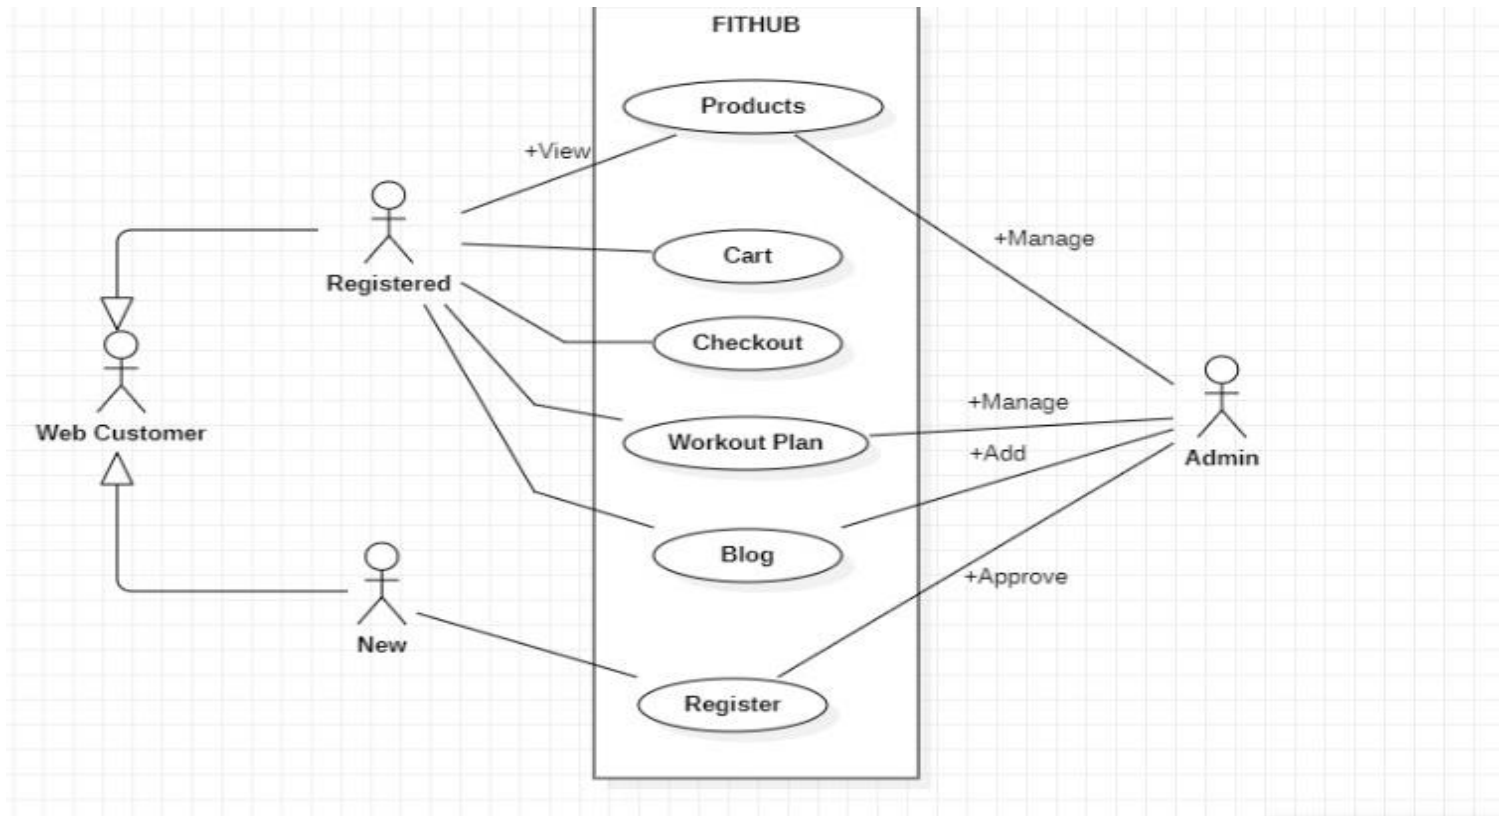 FITHUB
Products
+View
+Manage
Cart
Registered
Checkout
+Manage
Web Customer
Workout Plan
+Add
Admin
Blog
+Approve
New
Register